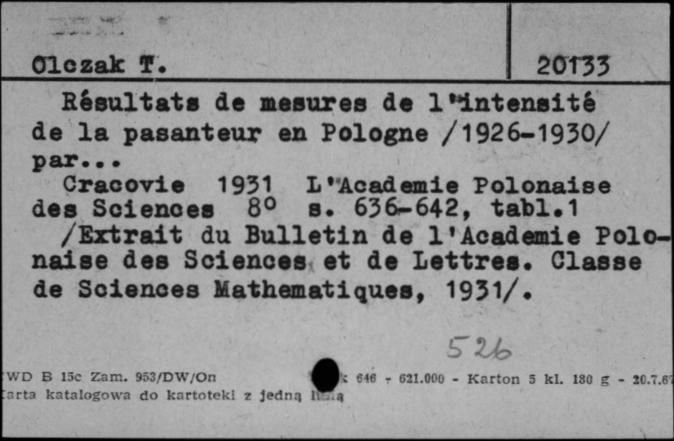 Olczak T.
20133
Résultats de mesures de l'intensité
de la pasanteur en Pologne /1926-1930/
par...
Cracovie 1931 L'Academie Polonaise
des Sciences 8° s. 636-642, tabl.1
/Extrait du Bulletin de l'Academie Polo-
naise des Sciences et de Lettres. Classe
de Sciences Mathematiques, 1931/.
526
WD B 15c Zam. 953/DW/On 646 - 621.000 - Karton 5 kl. 180 g - 20.7.67
karta katalogowa do kartoteki z jedną